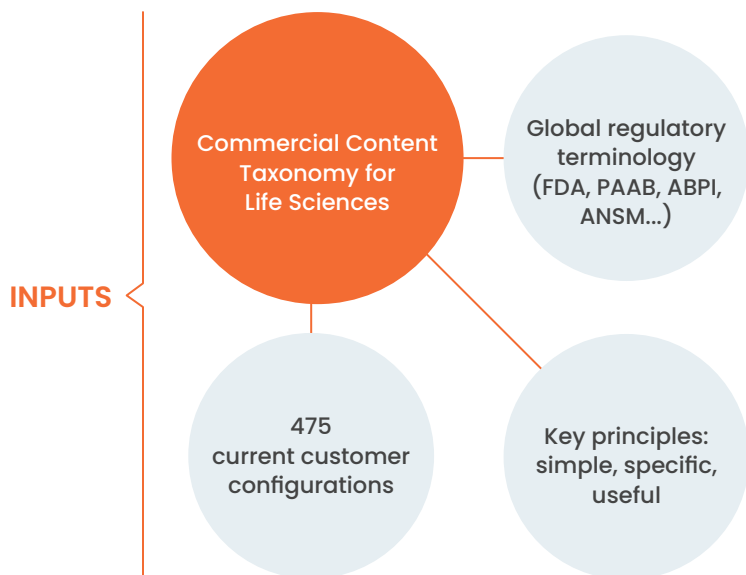 INPUTS
Commercial Content
Taxonomy for
Life Sciences
Global regulatory
terminology
(FDA, PAAB, ABPI,
ANSM...)
475
current customer
configurations
Key principles:
simple, specific,
useful